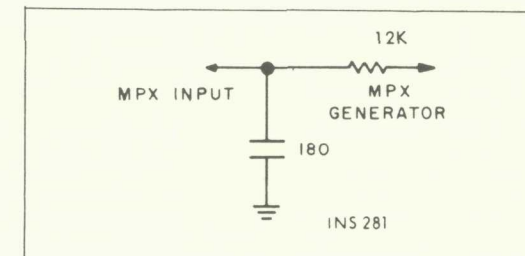 12K
MPX INPUT
MPX
GENERATOR
180
INS 281